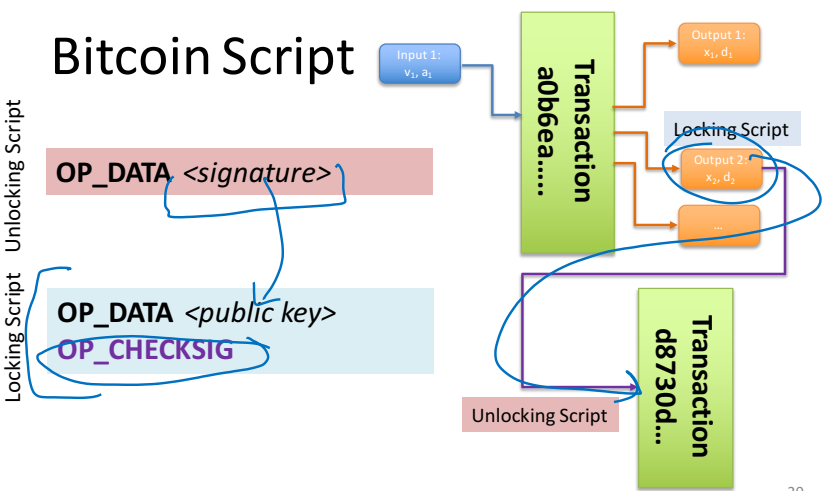 Bitcoin Script
Unlocking Script
OP_DATA <signature>
Locking Script
OP_DATA <public key>
OP_CHECKSIG
Input 1:
v₁, a₁
Transaction
a0b6ea.....
Output 1:
x₁, d₁
Locking Script
Output 2:
x₂, d₂
...
Unlocking Script
Transaction
d8730d...